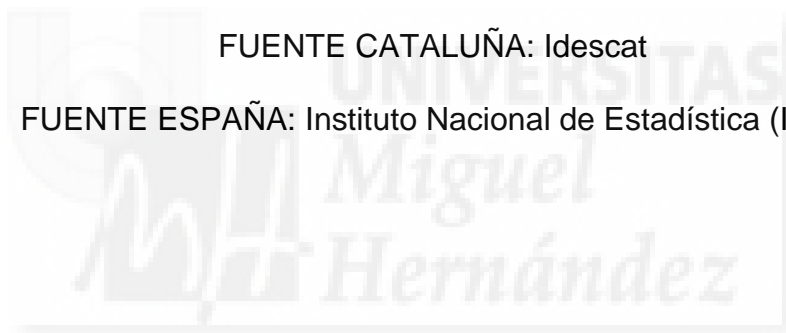 FUENTE CATALUÑA: Idescat
UNIVERSITAS
FUENTE ESPAÑA: Instituto Nacional de Estadística (I
Miguel
Hernández